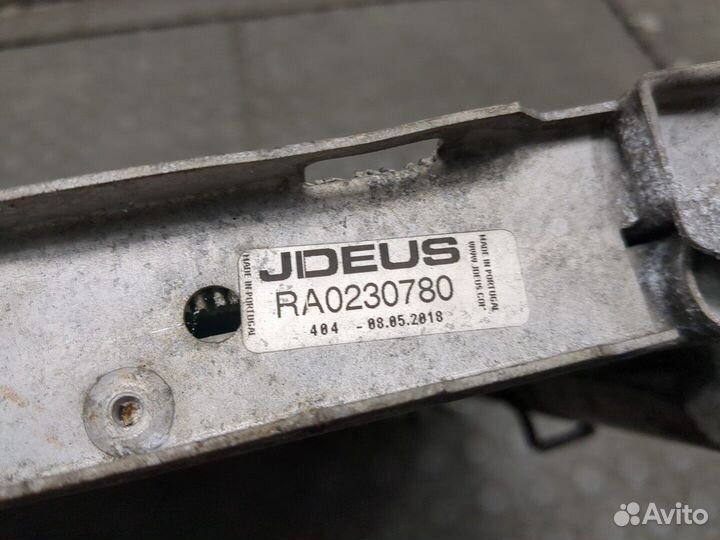 JDEUS
RA0230780
404 - 08.05.2018
MADE IN PORTUGAL
MADE IN PORTUGAL
WWW.JDEUS.COM
Avito